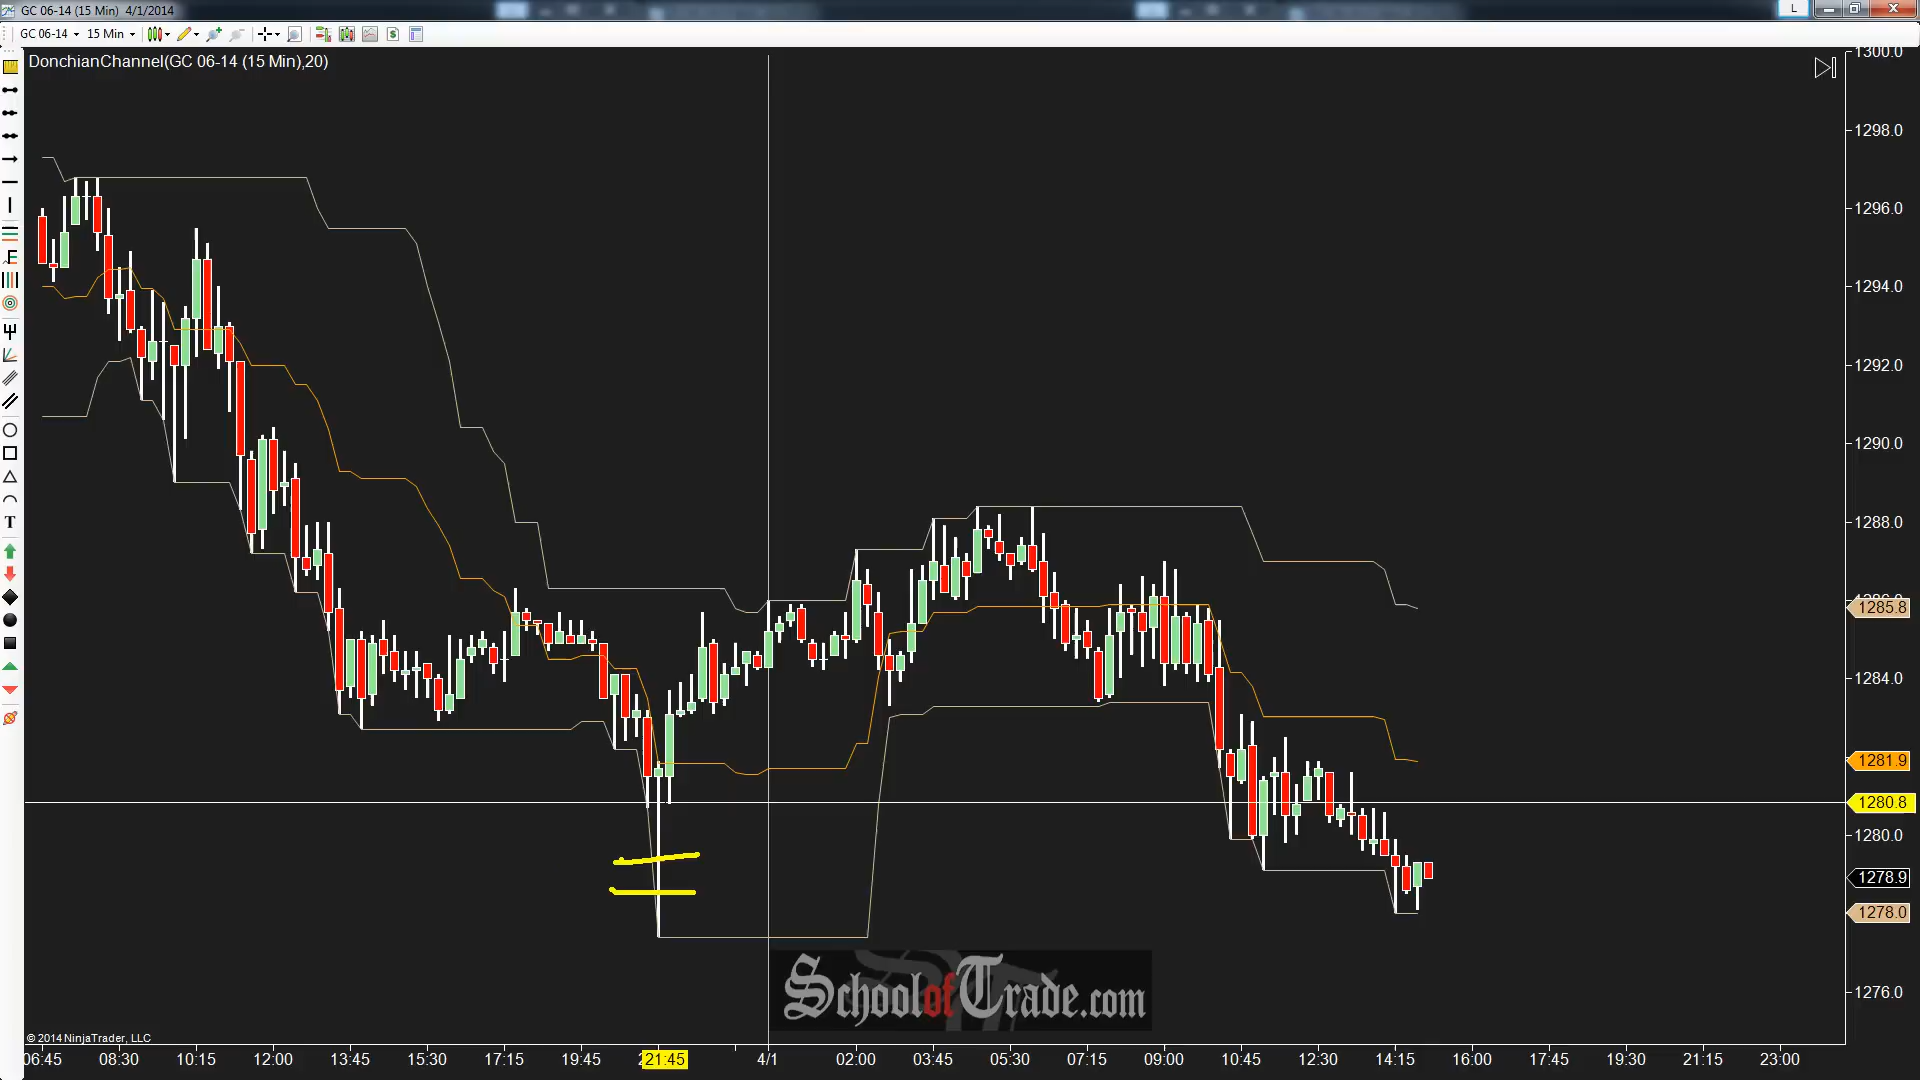 GC 06-14 (15 Min)  4/1/2014
L
GC 06-14 15 Min
DonchianChannel(GC 06-14 (15 Min),20)
1300.0
1298.0
1296.0
1294.0
1292.0
1290.0
1288.0
1285.8
1284.0
1281.9
1280.8
1280.0
1278.9
1278.0
1276.0
F
T
$
SchoolofTrade.com
© 2014 NinjaTrader, LLC
06:45 08:30 10:15 12:00 13:45 15:30 17:15 19:45 21:45 4/1 02:00 03:45 05:30 07:15 09:00 10:45 12:30 14:15 16:00 17:45 19:30 21:15 23:00